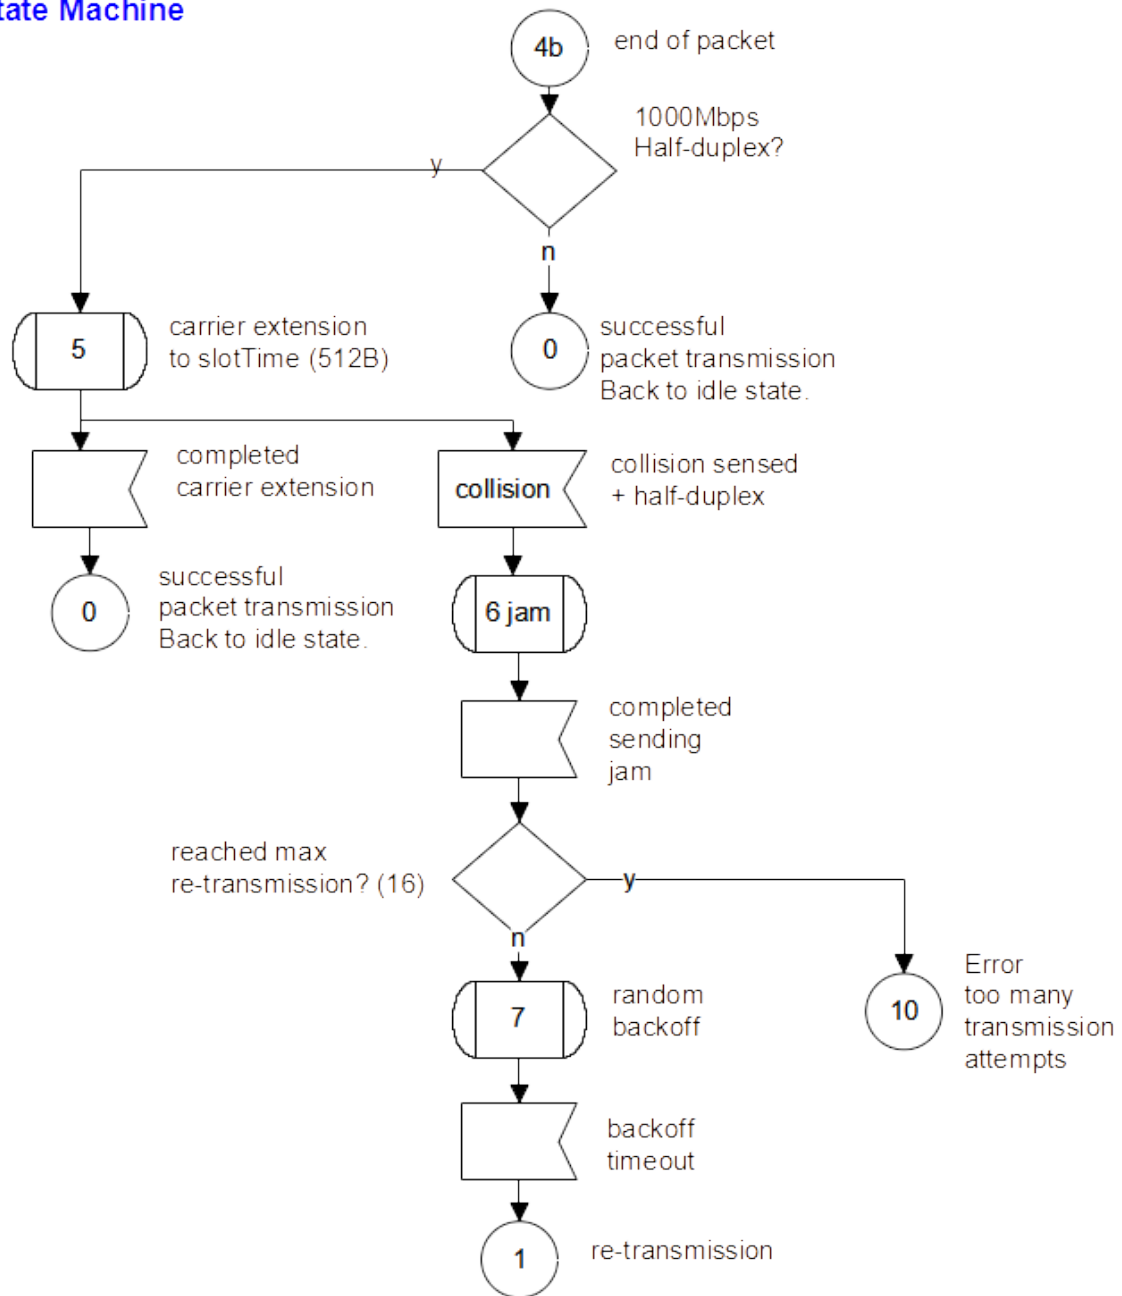 tate Machine
4b
end of packet
1000Mbps
Half-duplex?
y
n
5
carrier extension
to slotTime (512B)
0
successful
packet transmission
Back to idle state.
completed
carrier extension
collision
collision sensed
+ half-duplex
0
successful
packet transmission
Back to idle state.
6 jam
completed
sending
jam
reached max
re-transmission? (16)
y
n
7
random
backoff
10
Error
too many
transmission
attempts
backoff
timeout
1
re-transmission